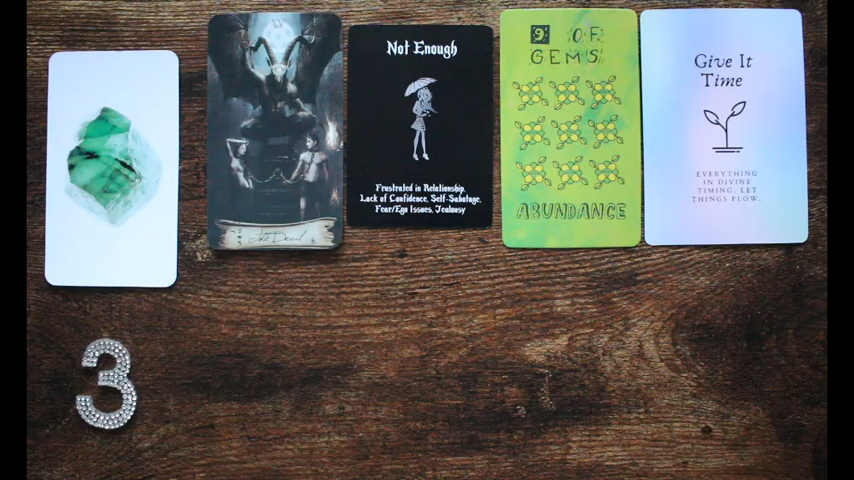 XV
The Devil
Not Enough
Frustrated in Relationship,
Lack of Confidence, Self-Sabotage,
Fear/Ego Issues, Jealousy
9 OF
GEMS
ABUNDANCE
Give It
Time
EVERYTHING
IN DIVINE
TIMING. LET
THINGS FLOW.
3